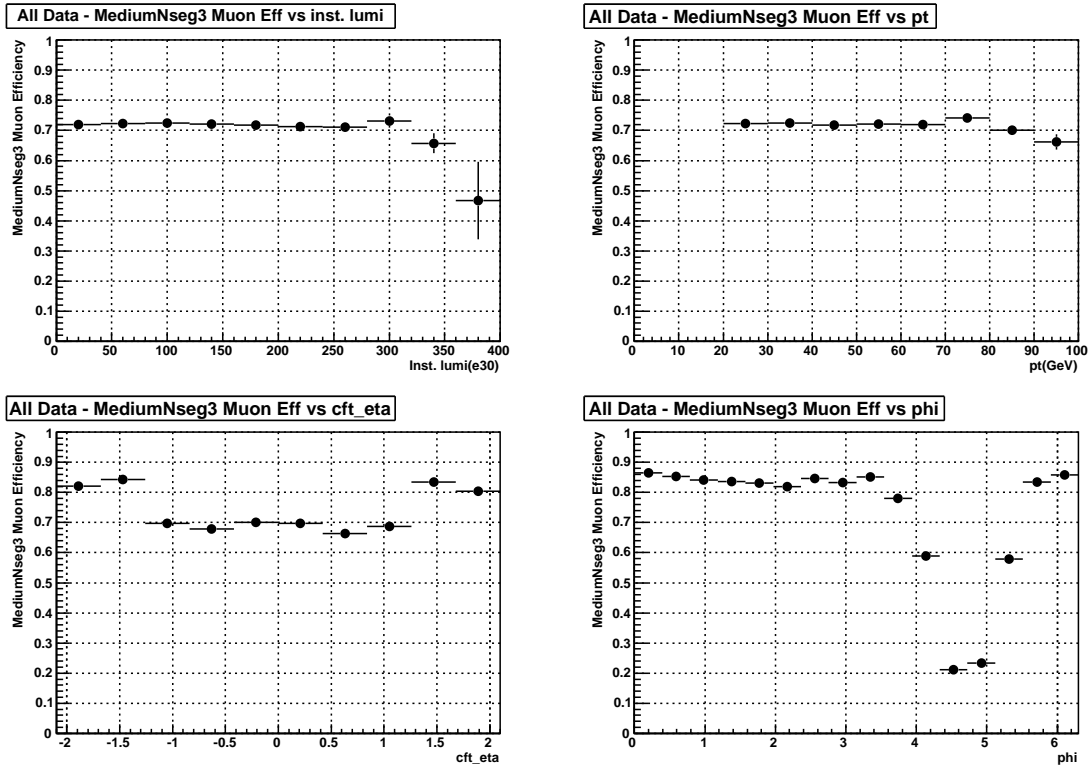 All Data - MediumNseg3 Muon Eff vs inst. lumi
MediumNseg3 Muon Efficiency
1
0.9
0.8
0.7
0.6
0.5
0.4
0.3
0.2
0.1
0
0 50 100 150 200 250 300 350 400
Inst. lumi(e30)
All Data - MediumNseg3 Muon Eff vs pt
MediumNseg3 Muon Efficiency
1
0.9
0.8
0.7
0.6
0.5
0.4
0.3
0.2
0.1
0
0 10 20 30 40 50 60 70 80 90 100
pt(GeV)
All Data - MediumNseg3 Muon Eff vs cft_eta
MediumNseg3 Muon Efficiency
1
0.9
0.8
0.7
0.6
0.5
0.4
0.3
0.2
0.1
0
-2 -1.5 -1 -0.5 0 0.5 1 1.5 2
cft_eta
All Data - MediumNseg3 Muon Eff vs phi
MediumNseg3 Muon Efficiency
1
0.9
0.8
0.7
0.6
0.5
0.4
0.3
0.2
0.1
0
0 1 2 3 4 5 6
phi